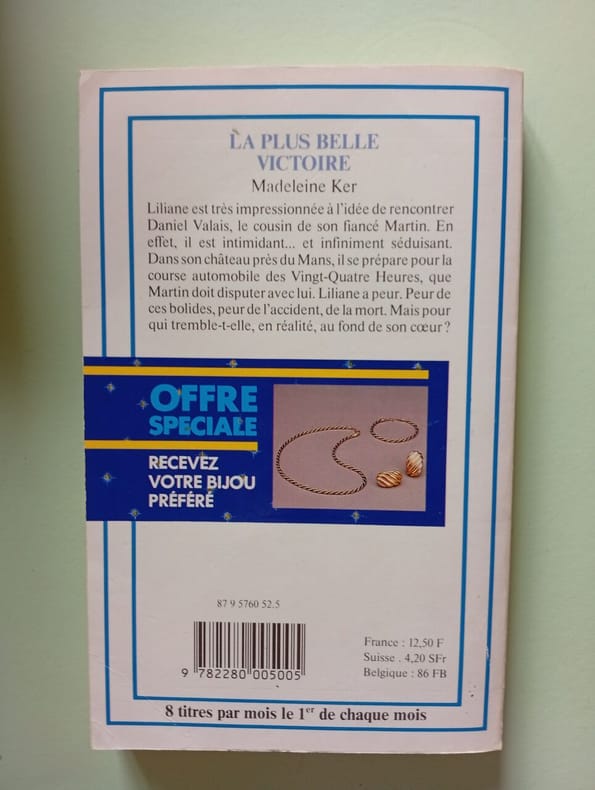 LA PLUS BELLE
VICTOIRE
Madeleine Ker
Liliane est très impressionnée à l'idée de rencontrer
Daniel Valais, le cousin de son fiancé Martin. En
effet, il est intimidant... et infiniment séduisant.
Dans son château près du Mans, il se prépare pour la
course automobile des Vingt-Quatre Heures, que
Martin doit disputer avec lui. Liliane a peur. Peur de
ces bolides, peur de l'accident, de la mort. Mais pour
qui tremble-t-elle, en réalité, au fond de son cœur ?
OFFRE
SPECIALE
RECEVEZ
VOTRE BIJOU
PRÉFÉRÉ
87 9 5760 52.5
9 782280 005005
France : 12,50 F
Suisse : 4,20 SFr
Belgique : 86 FB
8 titres par mois le 1er de chaque mois